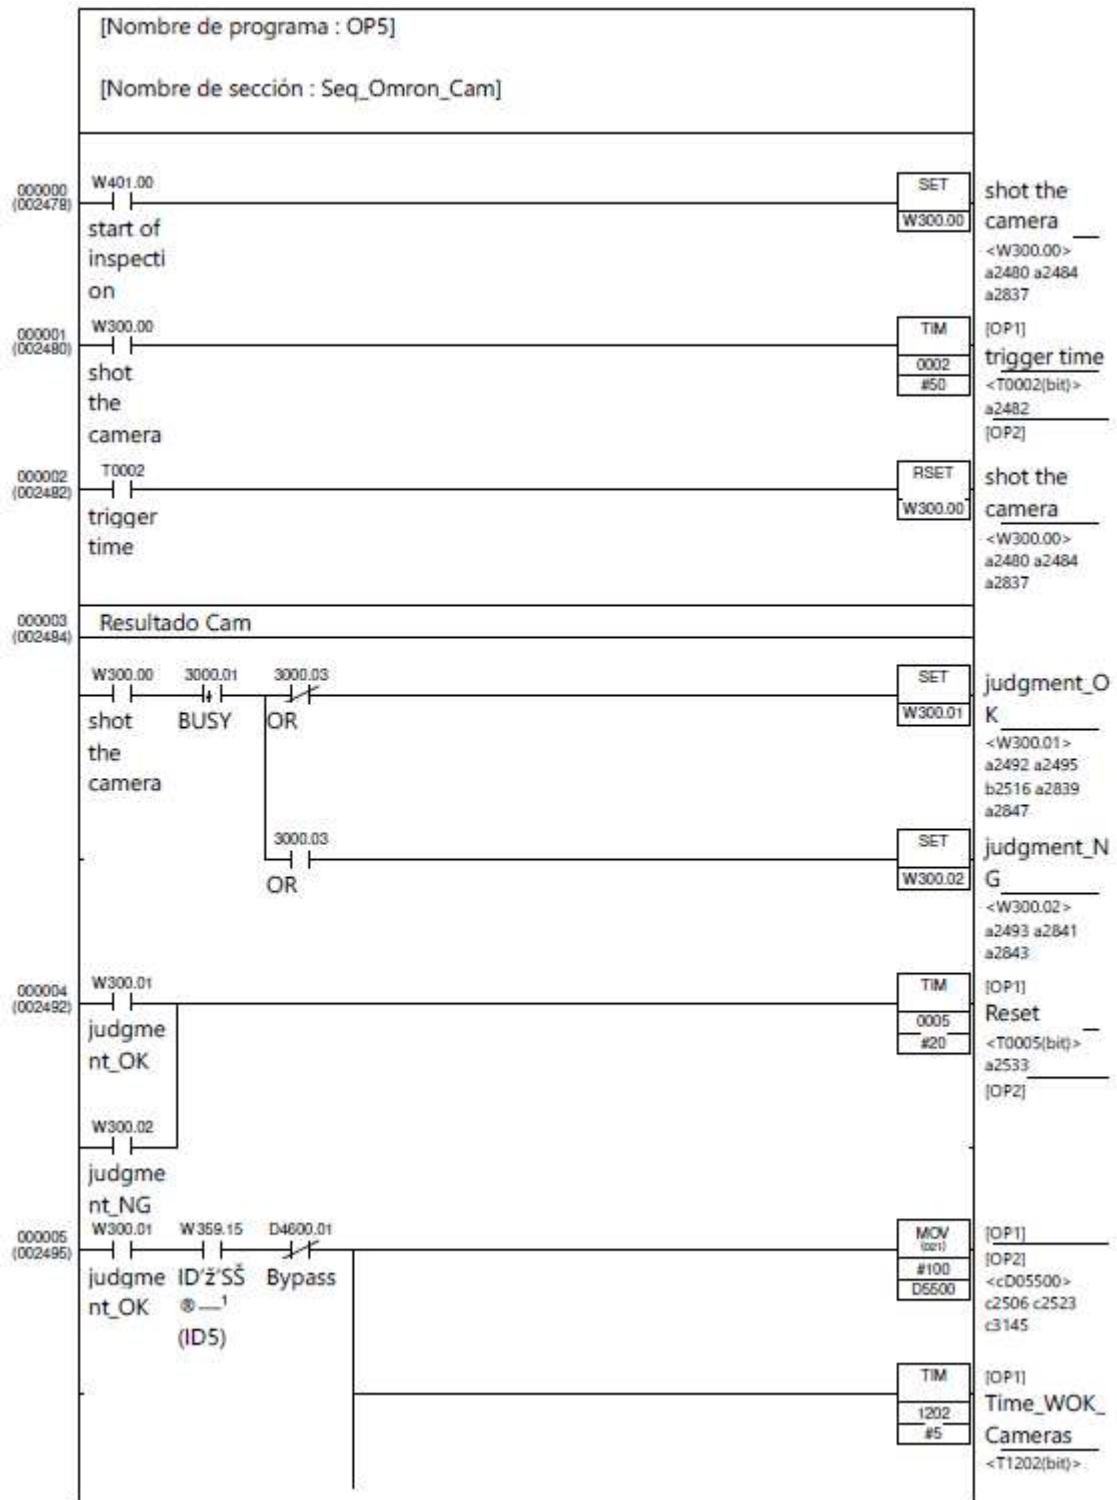 [Nombre de programa : OP5]
[Nombre de sección : Seq_Omron_Cam]
000000
(002478)
W401.00
start of
inspecti
on
SET
W300.00
shot the
camera
<W300.00>
a2480 a2484
a2837
000001
(002480)
W300.00
shot
the
camera
TIM
0002
#50
[OP1]
trigger time
<T0002(bit)>
a2482
[OP2]
000002
(002482)
T0002
trigger
time
RSET
W300.00
shot the
camera
<W300.00>
a2480 a2484
a2837
000003
(002484)
Resultado Cam
W300.00
shot
the
camera
3000.01
BUSY
3000.03
OR
SET
W300.01
judgment_O
K
<W300.01>
a2492 a2495
b2516 a2839
a2847
3000.03
OR
SET
W300.02
judgment_N
G
<W300.02>
a2493 a2841
a2843
000004
(002492)
W300.01
judgme
nt_OK
TIM
0005
#20
[OP1]
Reset
<T0005(bit)>
a2533
[OP2]
W300.02
judgme
nt_NG
000005
(002495)
W300.01
judgme
nt_OK
W359.15
ID’ž’SŠ
®—¹
(ID5)
D4600.01
Bypass
MOV
(021)
#100
D5500
[OP1]
[OP2]
<cD05500>
c2506 c2523
c3145
TIM
1202
#5
[OP1]
Time_WOK_
Cameras
<T1202(bit)>